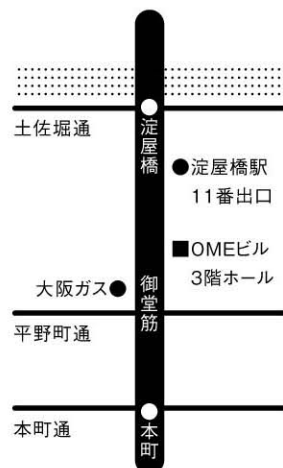 土佐堀通
淀屋橋
●淀屋橋駅
11番出口
■OMEビル
3階ホール
大阪ガス●
御堂筋
平野町通
本町通
本町